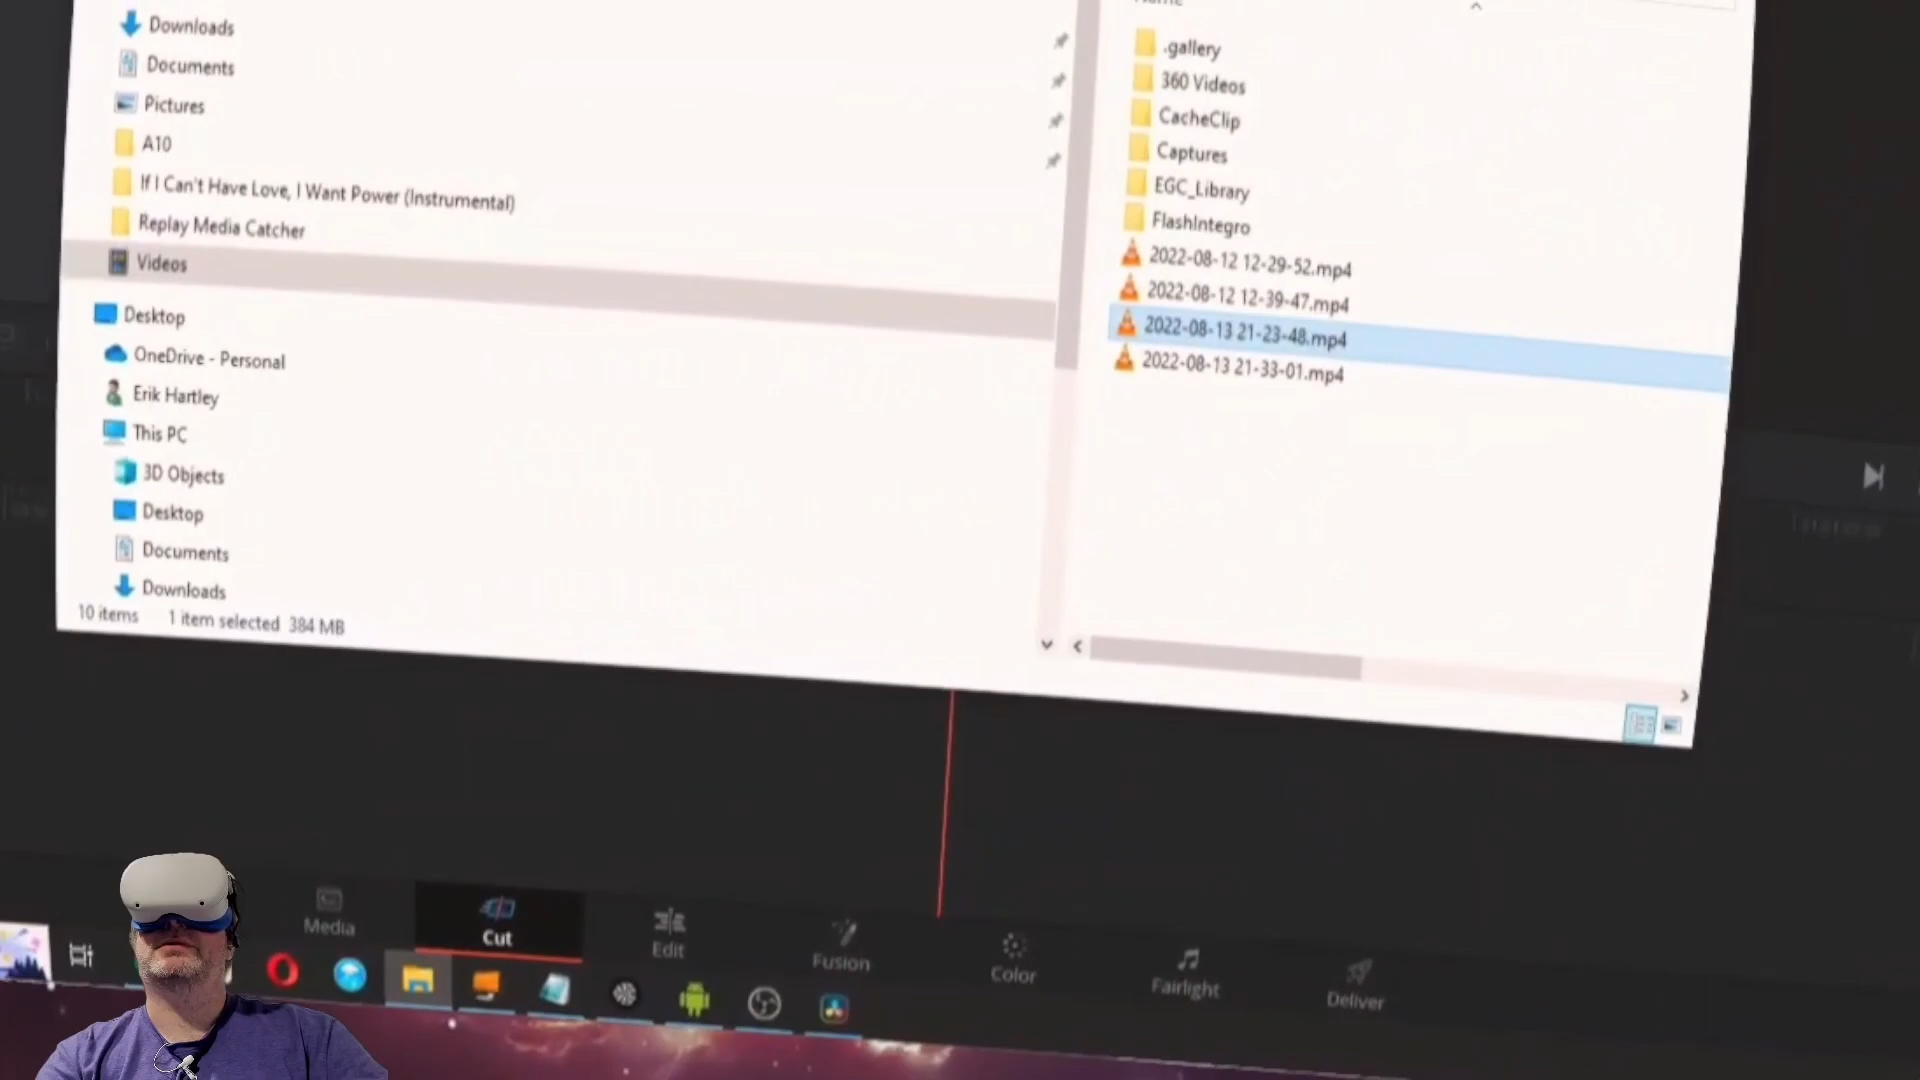 Downloads
Documents
Pictures
A10
If I Can't Have Love, I Want Power (Instrumental)
Replay Media Catcher
Videos
Desktop
OneDrive - Personal
Erik Hartley
This PC
3D Objects
Desktop
Documents
Downloads
10 items 1 item selected 384 MB
.gallery
360 Videos
CacheClip
Captures
EGC_Library
FlashIntegro
2022-08-12 12-29-52.mp4
2022-08-12 12-39-47.mp4
2022-08-13 21-23-48.mp4
2022-08-13 21-33-01.mp4
Media
Cut
Edit
Fusion
Color
Fairlight
Deliver